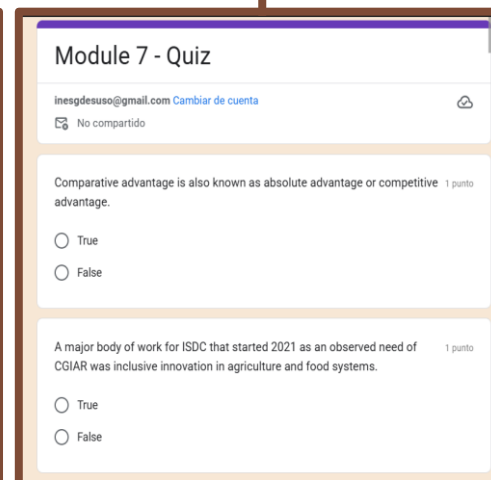 Module 7 - Quiz
inesgdesuso@gmail.com Cambiar de cuenta
No compartido
Comparative advantage is also known as absolute advantage or competitive 1 punto
advantage.
True
False
A major body of work for ISDC that started 2021 as an observed need of 1 punto
CGIAR was inclusive innovation in agriculture and food systems.
True
False